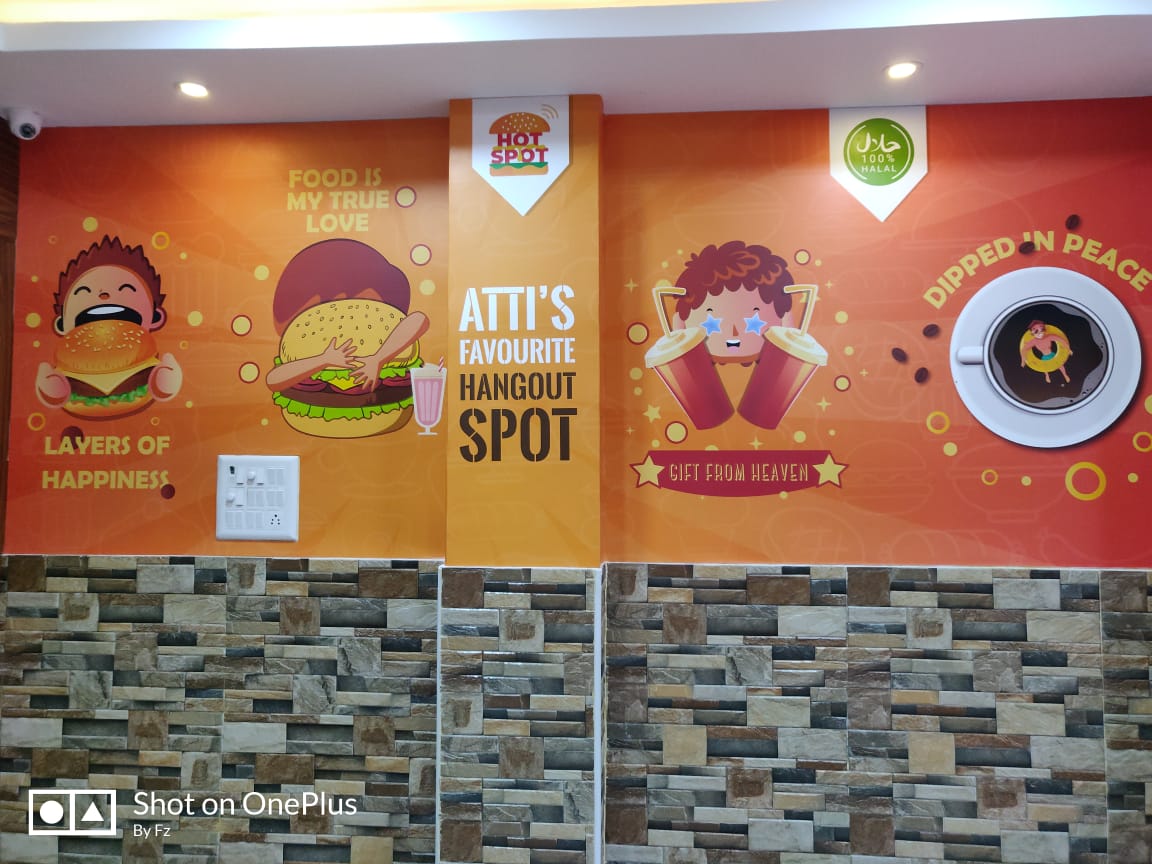 LAYERS OF
HAPPINESS
FOOD IS
MY TRUE
LOVE
HOT
SPOT
ATTI'S
FAVOURITE
HANGOUT
SPOT
GIFT FROM HEAVEN
حلال
100%
HALAL
DIPPED IN PEACE
Shot on OnePlus
By Fz